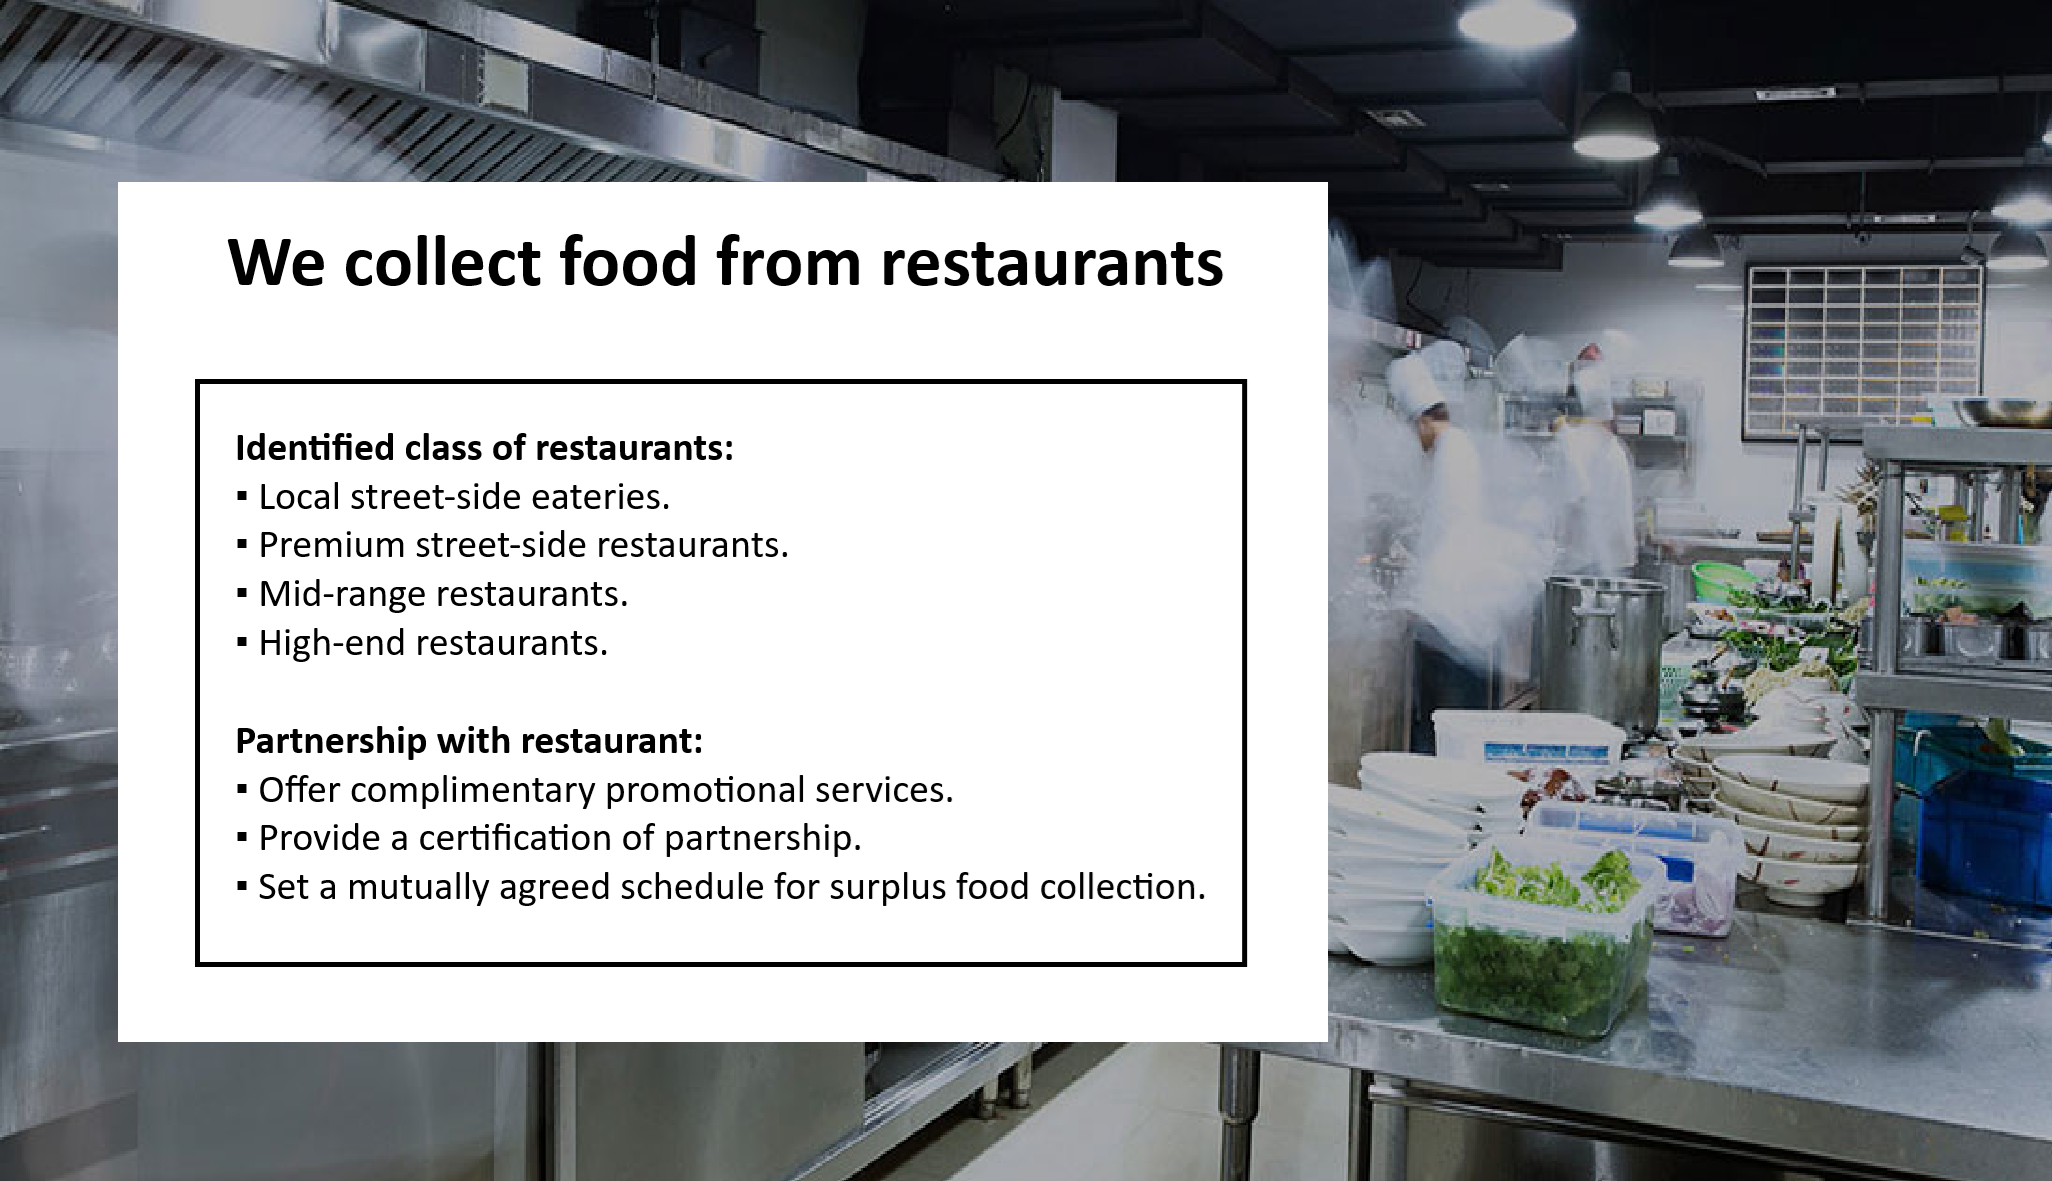 We collect food from restaurants
Identified class of restaurants:
▪ Local street-side eateries.
▪ Premium street-side restaurants.
▪ Mid-range restaurants.
▪ High-end restaurants.
Partnership with restaurant:
▪ Offer complimentary promotional services.
▪ Provide a certification of partnership.
▪ Set a mutually agreed schedule for surplus food collection.